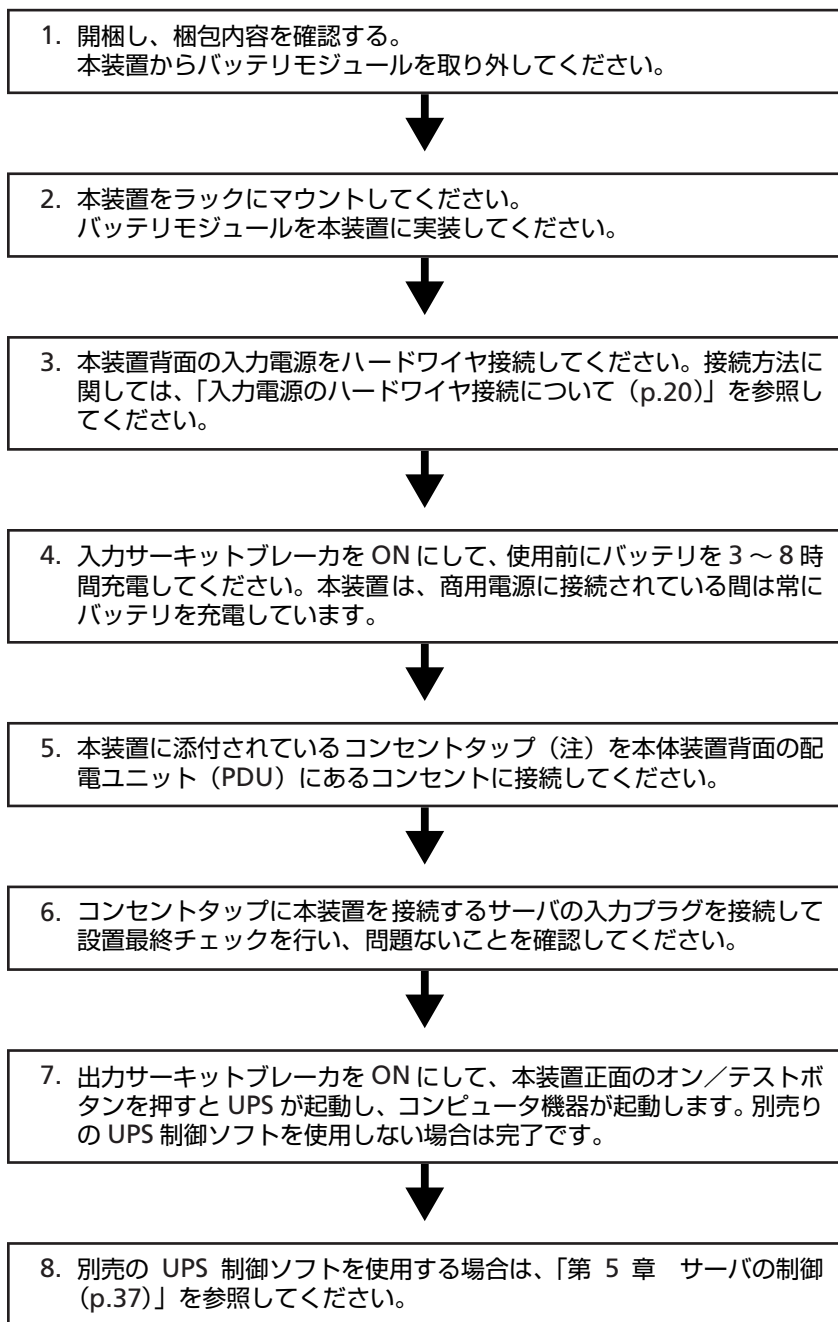 1. 開梱し、梱包内容を確認する。
本装置からバッテリモジュールを取り外してください。
2. 本装置をラックにマウントしてください。
バッテリモジュールを本装置に実装してください。
3. 本装置背面の入力電源をハードワイヤ接続してください。接続方法に
関しては、「入力電源のハードワイヤ接続について（p.20）」を参照し
てください。
4. 入力サーキットブレーカを ON にして、使用前にバッテリを 3 ～ 8 時
間充電してください。本装置は、商用電源に接続されている間は常に
バッテリを充電しています。
5. 本装置に添付されているコンセントタップ（注）を本体装置背面の配
電ユニット（PDU）にあるコンセントに接続してください。
6. コンセントタップに本装置を接続するサーバの入力プラグを接続して
設置最終チェックを行い、問題ないことを確認してください。
7. 出力サーキットブレーカを ON にして、本装置正面のオン／テストボ
タンを押すと UPS が起動し、コンピュータ機器が起動します。別売り
の UPS 制御ソフトを使用しない場合は完了です。
8. 別売の UPS 制御ソフトを使用する場合は、「第 5 章　サーバの制御
（p.37）」を参照してください。